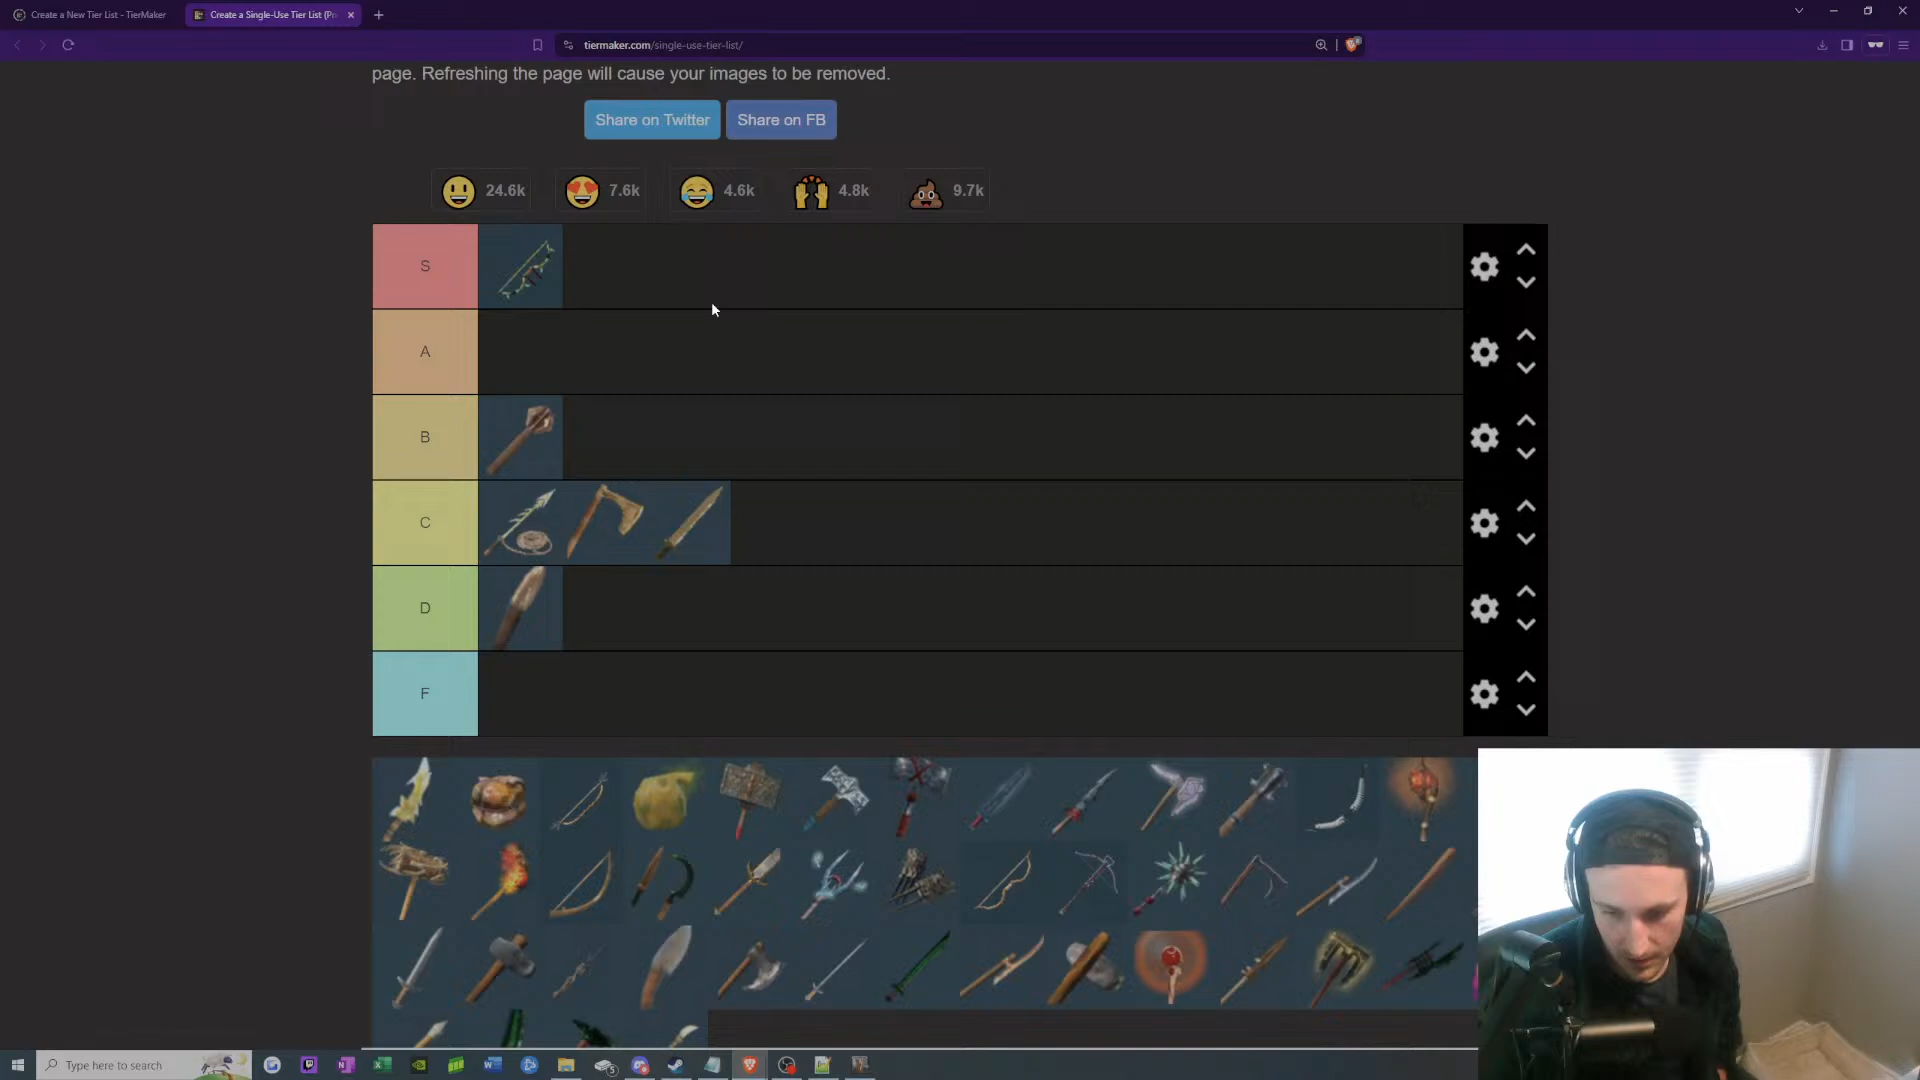 Create a New Tier List - TierMaker
Create a Single-Use Tier List (Pri
tiermaker.com/single-use-tier-list/
page. Refreshing the page will cause your images to be removed.
Share on Twitter
Share on FB
24.6k
7.6k
4.6k
4.8k
9.7k
S
A
B
C
D
F
Type here to search